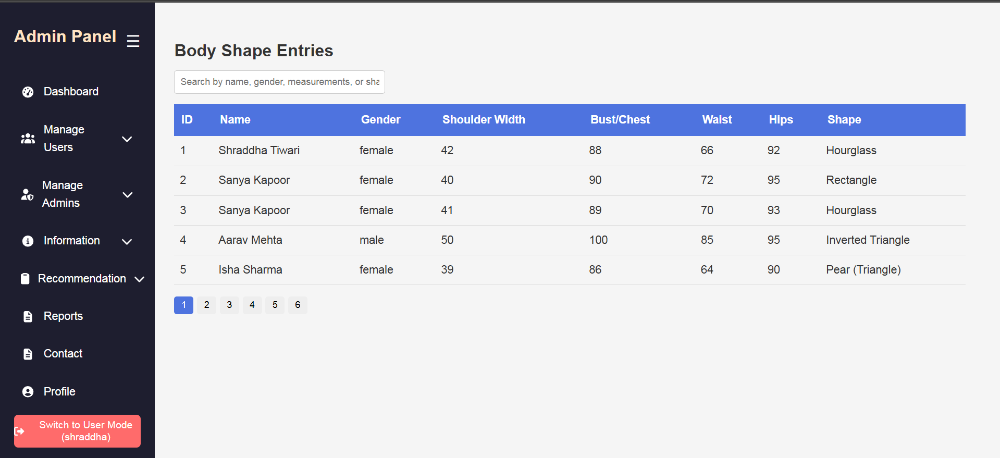 Admin Panel
Dashboard
Manage
Users
Manage
Admins
Information
Recommendation
Reports
Contact
Profile
Switch to User Mode
(shraddha)
Body Shape Entries
Search by name, gender, measurements, or sha
ID Name Gender Shoulder Width Bust/Chest Waist Hips Shape
1 Shraddha Tiwari female 42 88 66 92 Hourglass
2 Sanya Kapoor female 40 90 72 95 Rectangle
3 Sanya Kapoor female 41 89 70 93 Hourglass
4 Aarav Mehta male 50 100 85 95 Inverted Triangle
5 Isha Sharma female 39 86 64 90 Pear (Triangle)
1 2 3 4 5 6